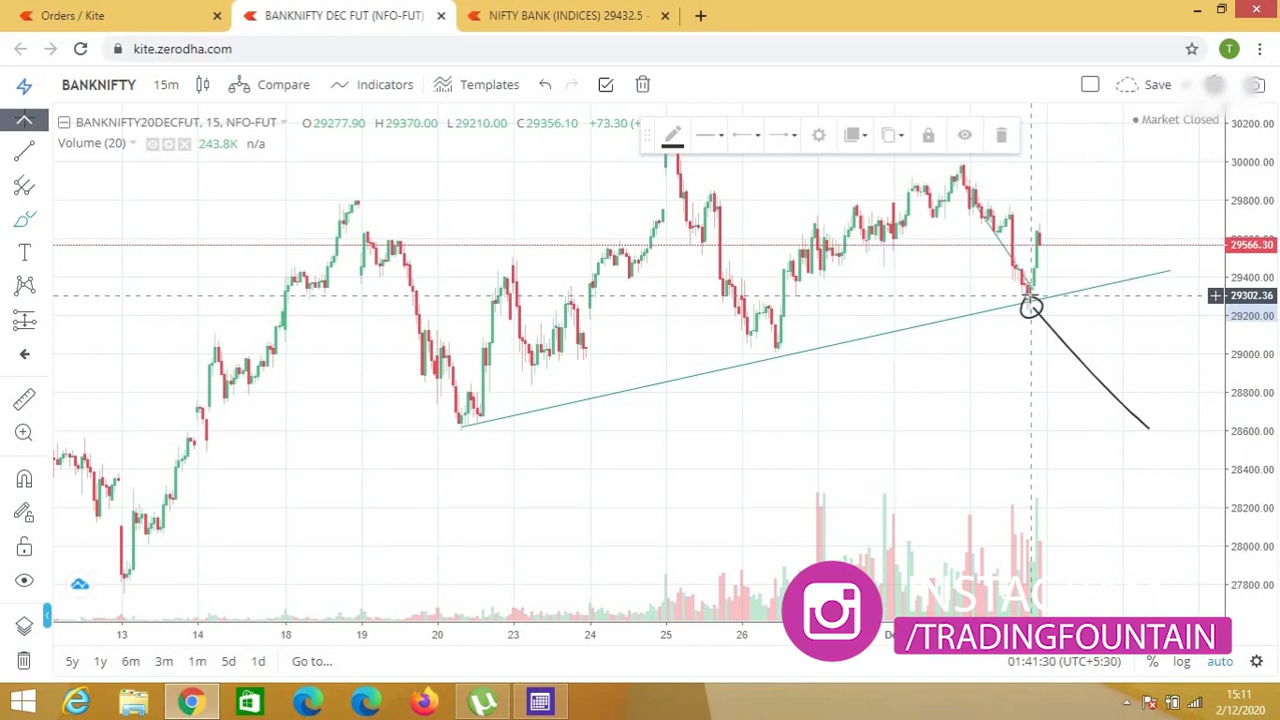 Orders / Kite
BANKNIFTY DEC FUT (NFO-FUT)
NIFTY BANK (INDICES) 29432.5 -
kite.zerodha.com
T
BANKNIFTY 15m Compare Indicators Templates Save
BANKNIFTY20DECFUT, 15, NFO-FUT O29277.90 H29370.00 L29210.00 C29356.10 +73.30 (+
Market Closed
Volume (20) 243.8K n/a
30200.00
30000.00
29800.00
29566.30
29400.00
29302.36
29200.00
29000.00
28800.00
28600.00
28400.00
28200.00
28000.00
27800.00
INSTAGRAM
/TRADINGFOUNTAIN
13 14 18 19 20 23 24 25 26
5y 1y 6m 3m 1m 5d 1d Go to... 01:41:30 (UTC+5:30) % log auto
15:11
2/12/2020